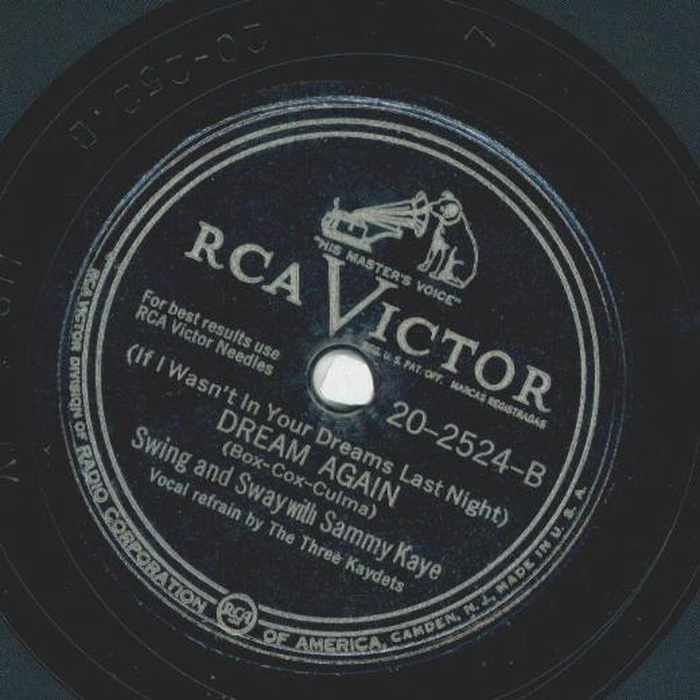 "HIS MASTER'S VOICE"
RCA VICTOR
REG. U.S. PAT. OFF. MARCAS REGISTRADAS
For best results use
RCA Victor Needles
20-2524-B
(If I Wasn't In Your Dreams Last Night)
DREAM AGAIN
(Box-Cox-Culma)
Swing and Sway with Sammy Kaye
Vocal refrain by The Three Kaydets
RCA VICTOR DIVISION OF RADIO CORPORATION RCA OF AMERICA, CAMDEN, N.J., MADE IN U.S.A.